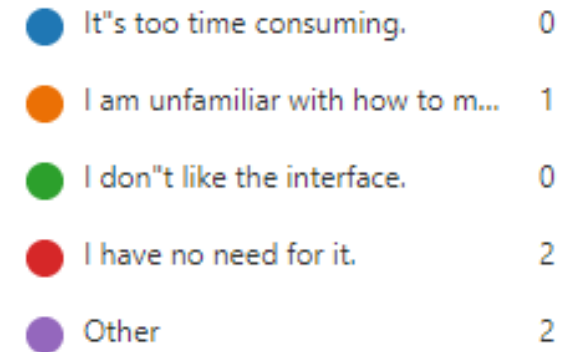 It"s too time consuming. 0
I am unfamiliar with how to m... 1
I don"t like the interface. 0
I have no need for it. 2
Other 2